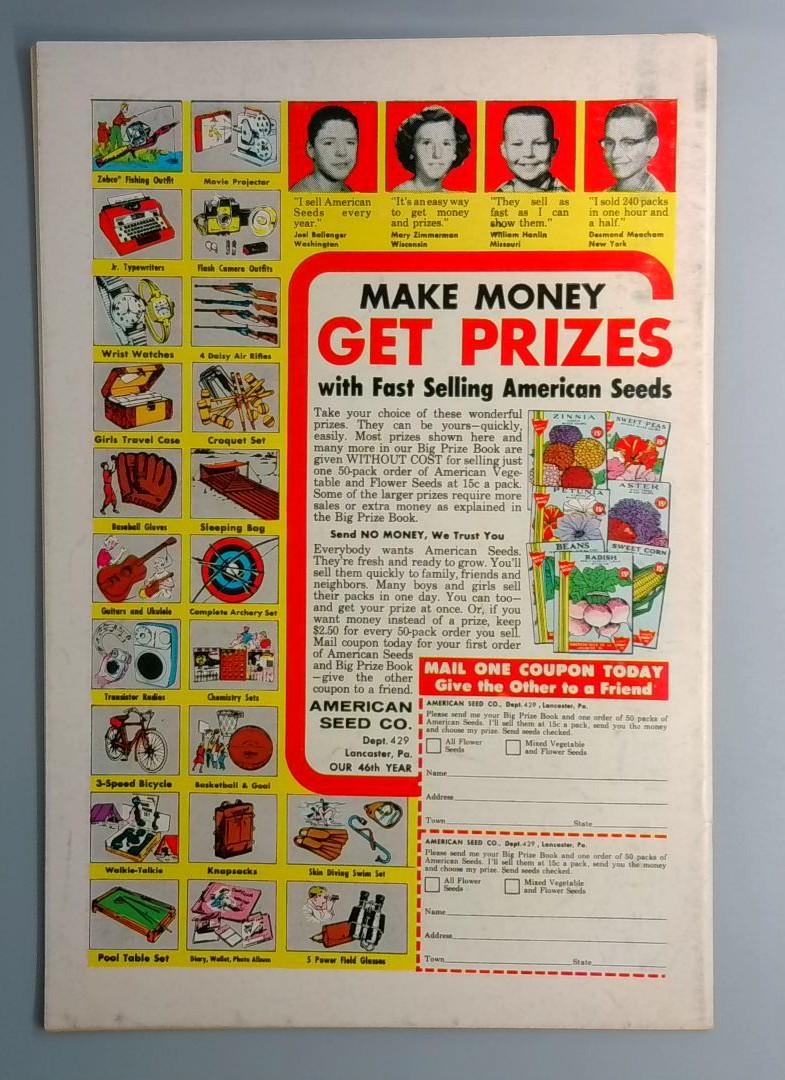 Zebco® Fishing Outfit
Movie Projector
Jr. Typewriters
Flash Camera Outfits
Wrist Watches
4 Daisy Air Rifles
Girls Travel Case
Croquet Set
Baseball Gloves
Sleeping Bag
Guitars and Ukulele
Complete Archery Set
Transistor Radios
Chemistry Sets
3-Speed Bicycle
Basketball & Goal
Walkie-Talkie
Knapsacks
Skin Diving Swim Set
Pool Table Set
Diary, Wallet, Photo Album
5 Power Field Glasses
"I sell American
Seeds every
year."
Joel Ballenger
Washington
"It's an easy way
to get money
and prizes."
Mary Zimmerman
Wisconsin
"They sell as
fast as I can
show them."
William Hanlin
Missouri
"I sold 240 packs
in one hour and
a half."
Desmond Meacham
New York
MAKE MONEY
GET PRIZES
with Fast Selling American Seeds
Take your choice of these wonderful
prizes. They can be yours—quickly,
easily. Most prizes shown here and
many more in our Big Prize Book are
given WITHOUT COST for selling just
one 50-pack order of American Vege-
table and Flower Seeds at 15c a pack.
Some of the larger prizes require more
sales or extra money as explained in
the Big Prize Book.
Send NO MONEY, We Trust You
Everybody wants American Seeds.
They're fresh and ready to grow. You'll
sell them quickly to family, friends and
neighbors. Many boys and girls sell
their packs in one day. You can too—
and get your prize at once. Or, if you
want money instead of a prize, keep
$2.50 for every 50-pack order you sell.
Mail coupon today for your first order
of American Seeds
and Big Prize Book
—give the other
coupon to a friend.
ZINNIA
15¢
SWEET PEAS
15¢
PETUNIA
15¢
ASTER
15¢
BEANS
SWEET CORN
15¢
RADISH
15¢
AMERICAN
SEED CO.
Dept. 429
Lancaster, Pa.
OUR 46th YEAR
MAIL ONE COUPON TODAY
Give the Other to a Friend
AMERICAN SEED CO., Dept. 429, Lancaster, Pa.
Please send me your Big Prize Book and one order of 50 packs of
American Seeds. I'll sell them at 15c a pack, send you the money
and choose my prize. Send seeds checked.
All Flower
Seeds
Mixed Vegetable
and Flower Seeds
Name
Address
Town State
AMERICAN SEED CO., Dept. 429, Lancaster, Pa.
Please send me your Big Prize Book and one order of 50 packs of
American Seeds. I'll sell them at 15c a pack, send you the money
and choose my prize. Send seeds checked.
All Flower
Seeds
Mixed Vegetable
and Flower Seeds
Name
Address
Town State